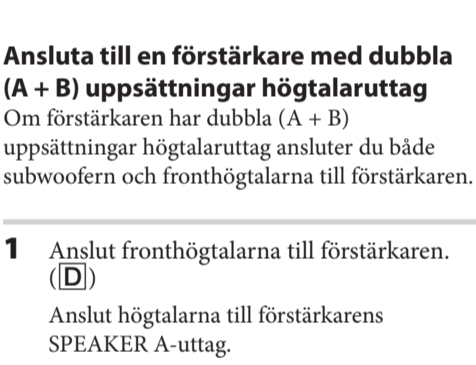 Ansluta till en förstärkare med dubbla
(A + B) uppsättningar högtalaruttag
Om förstärkaren har dubbla (A + B)
uppsättningar högtalaruttag ansluter du både
subwoofern och fronthögtalarna till förstärkaren.
1 Anslut fronthögtalarna till förstärkaren.
(D)
Anslut högtalarna till förstärkarens
SPEAKER A-uttag.